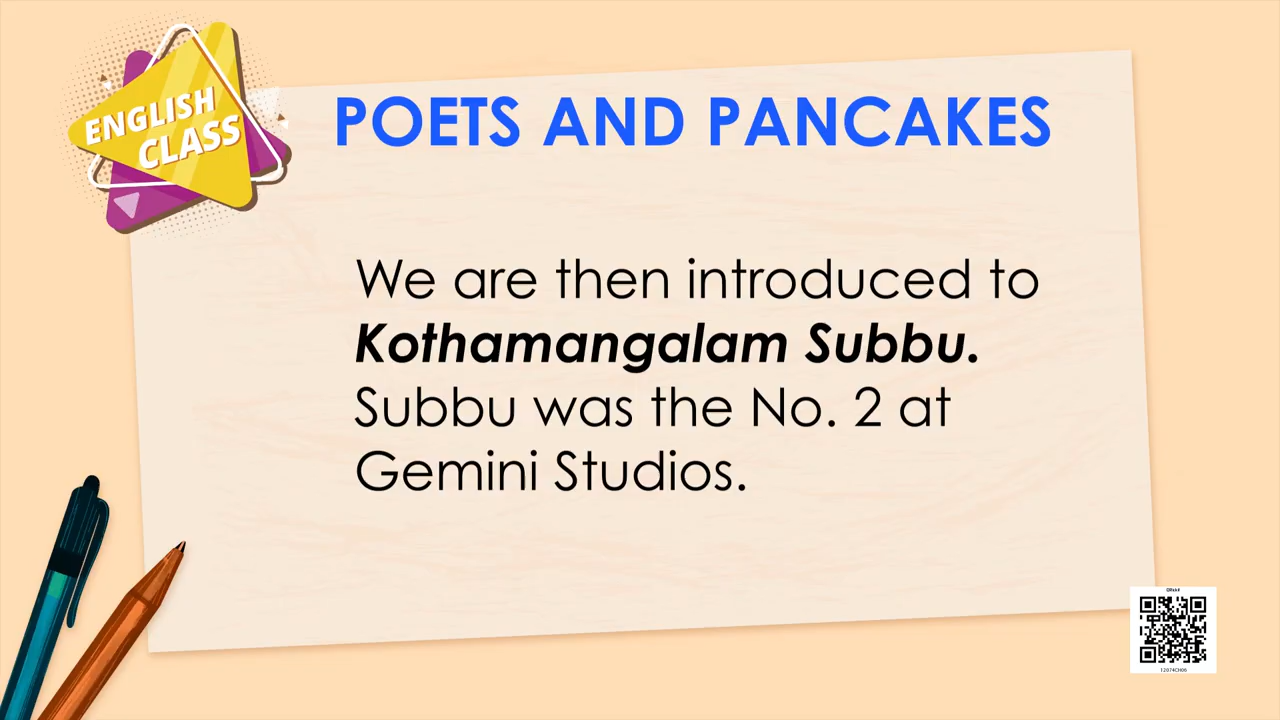 ENGLISH
CLASS
POETS AND PANCAKES
We are then introduced to
Kothamangalam Subbu.
Subbu was the No. 2 at
Gemini Studios.
12074CH06